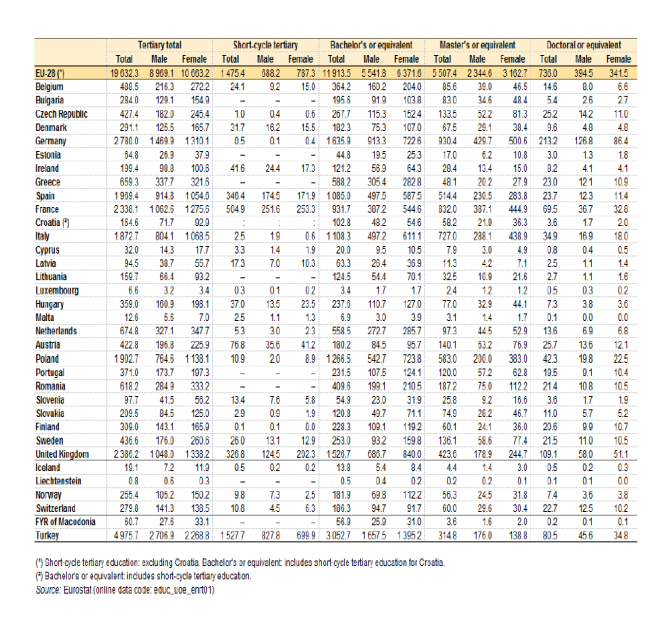 Tertiary total Short-cycle tertiary Bachelor's or equivalent Master's or equivalent Doctoral or equivalent
Total Male Female Total Male Female Total Male Female Total Male Female Total Male Female
EU-28 (¹) 19 632.3 8 969.1 10 663.2 1 475.4 688.2 787.3 11 913.5 5 541.8 6 371.6 5 507.4 2 344.6 3 162.7 736.0 394.5 341.5
Belgium 488.5 216.3 272.2 24.1 9.2 15.0 364.2 160.2 204.0 85.6 39.0 46.5 14.6 8.0 6.6
Bulgaria 284.0 129.1 154.9 – – – 195.6 91.9 103.8 83.0 34.6 48.4 5.4 2.6 2.7
Czech Republic 427.4 182.0 245.4 1.0 0.4 0.6 267.7 115.3 152.4 133.5 52.2 81.3 25.2 14.2 11.0
Denmark 291.1 125.5 165.7 31.7 16.2 15.5 182.3 75.3 107.0 67.5 29.1 38.4 9.6 4.8 4.8
Germany 2 780.0 1 469.9 1 310.1 0.5 0.1 0.4 1 635.9 913.3 722.6 930.4 429.7 500.6 213.2 126.8 86.4
Estonia 64.8 26.9 37.9 – – – 44.8 19.5 25.3 17.0 6.2 10.8 3.0 1.3 1.8
Ireland 199.4 98.8 100.6 41.6 24.4 17.3 121.2 56.9 64.3 28.4 13.4 15.0 8.2 4.1 4.1
Greece 659.3 337.7 321.6 – – – 588.2 305.4 282.8 48.1 20.2 27.9 23.0 12.1 10.9
Spain 1 969.4 914.8 1 054.6 346.4 174.5 171.9 1 085.0 497.5 587.5 514.4 230.5 283.8 23.7 12.3 11.4
France 2 338.1 1 062.6 1 275.6 504.9 251.6 253.3 931.7 387.2 544.6 832.0 387.1 444.9 69.5 36.7 32.8
Croatia (²) 164.6 71.7 92.9 : : : 102.8 48.2 54.6 58.2 21.9 36.3 3.6 1.7 2.0
Italy 1 872.7 804.1 1 068.5 2.5 1.9 0.6 1 108.8 497.2 611.1 727.0 288.1 438.9 34.9 16.9 18.0
Cyprus 32.0 14.3 17.7 3.3 1.4 1.9 20.0 9.5 10.5 7.9 3.0 4.9 0.8 0.4 0.5
Latvia 94.5 38.7 55.7 17.3 7.0 10.3 63.3 26.4 36.9 11.3 4.2 7.1 2.5 1.1 1.4
Lithuania 159.7 66.4 93.2 – – – 124.5 54.4 70.1 32.5 10.9 21.6 2.7 1.1 1.6
Luxembourg 6.6 3.2 3.4 0.3 0.1 0.2 3.4 1.7 1.7 2.4 1.2 1.2 0.5 0.3 0.2
Hungary 359.0 160.9 198.1 37.0 13.5 23.5 237.6 110.7 127.0 77.0 32.9 44.1 7.3 3.8 3.6
Malta 12.6 5.6 7.0 2.5 1.1 1.3 6.9 3.0 3.9 3.1 1.4 1.7 0.1 0.0 0.0
Netherlands 674.8 327.1 347.7 5.3 3.0 2.3 558.5 272.7 285.7 97.3 44.5 52.9 13.6 6.9 6.8
Austria 422.8 196.8 225.9 76.8 35.6 41.2 180.2 84.5 95.7 140.1 63.2 76.9 25.7 13.6 12.1
Poland 1 902.7 764.6 1 138.1 10.9 2.0 8.9 1 266.5 542.7 723.8 583.0 200.0 383.0 42.3 19.8 22.5
Portugal 371.0 173.7 197.3 – – – 231.5 107.5 124.1 120.0 57.2 62.8 19.5 9.1 10.4
Romania 618.2 284.9 333.2 – – – 409.6 199.1 210.5 187.2 75.0 112.2 21.4 10.8 10.5
Slovenia 97.7 41.5 56.2 13.4 7.6 5.8 54.9 23.0 31.9 25.8 9.2 16.6 3.6 1.7 1.9
Slovakia 209.5 84.5 125.0 2.9 0.9 1.9 120.8 49.7 71.1 74.9 28.2 46.7 11.0 5.7 5.2
Finland 309.0 143.1 165.9 0.1 0.1 0.0 228.3 109.1 119.2 60.1 24.1 36.0 20.6 9.9 10.7
Sweden 436.6 176.0 260.6 26.0 13.1 12.9 253.0 93.2 159.8 136.1 58.6 77.4 21.5 11.0 10.5
United Kingdom 2 386.2 1 048.0 1 338.2 326.8 124.5 202.3 1 526.7 686.7 840.0 423.6 178.9 244.7 109.1 58.0 51.1
Iceland 19.1 7.2 11.9 0.5 0.2 0.2 13.8 5.4 8.4 4.4 1.4 3.0 0.5 0.2 0.3
Liechtenstein 0.8 0.6 0.3 – – – 0.5 0.4 0.2 0.2 0.2 0.1 0.1 0.1 0.0
Norway 255.4 105.2 150.2 9.8 7.3 2.5 181.9 69.8 112.2 56.3 24.5 31.8 7.4 3.6 3.8
Switzerland 279.8 141.3 138.5 10.8 4.5 6.3 186.3 94.7 91.7 60.0 29.6 30.4 22.7 12.5 10.2
FYR of Macedonia 60.7 27.6 33.1 – – – 56.9 25.9 31.0 3.6 1.6 2.0 0.2 0.1 0.1
Turkey 4 975.7 2 706.9 2 268.8 1 527.7 827.8 699.9 3 052.7 1 657.5 1 395.2 314.8 176.0 138.8 80.5 45.6 34.8
(¹) Short-cycle tertiary education: excluding Croatia. Bachelor's or equivalent: includes short-cycle tertiary education for Croatia.
(²) Bachelor's or equivalent: includes short-cycle tertiary education.
Source: Eurostat (online data code: educ_uoe_enrt01)